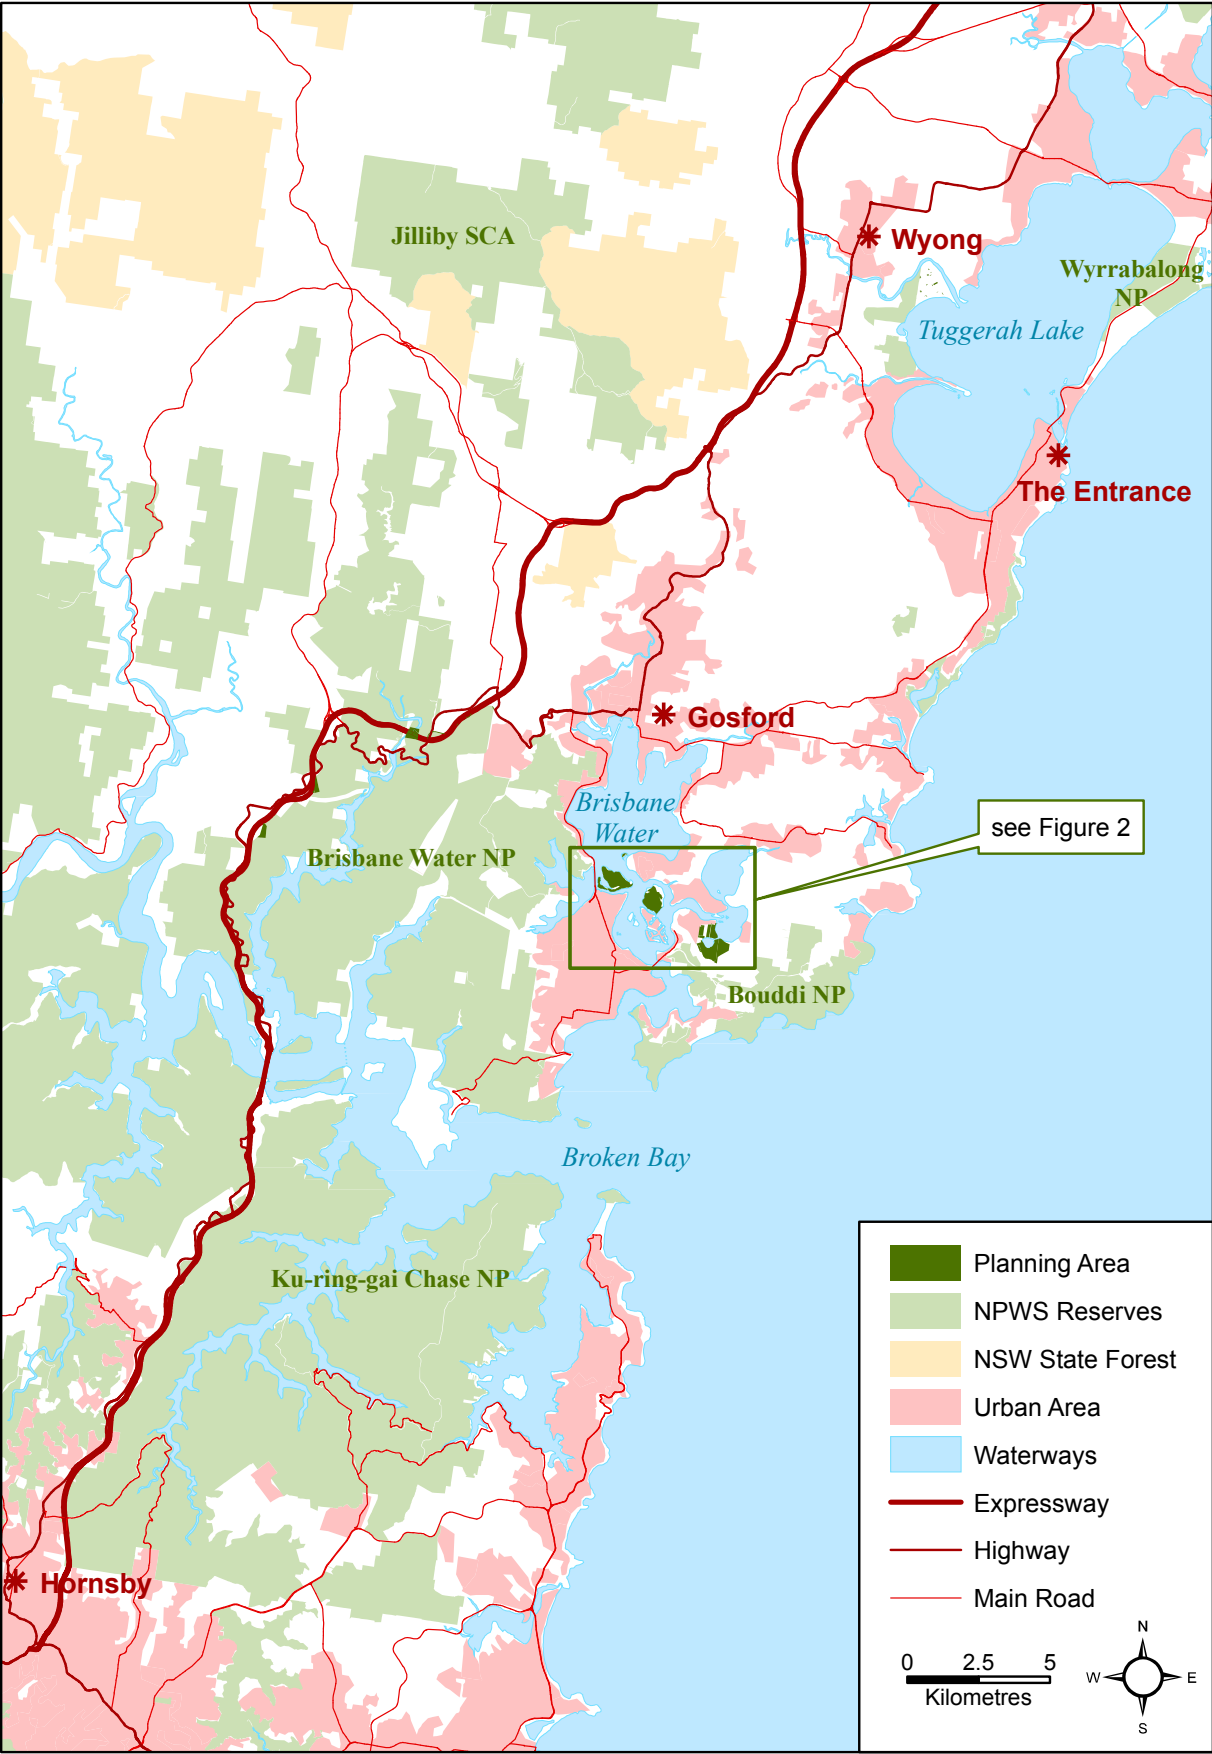 Jilliby SCA
Wyong
Wyrrabalong
NP
Tuggerah Lake
The Entrance
Gosford
Brisbane
Water
see Figure 2
Brisbane Water NP
Bouddi NP
Broken Bay
Ku-ring-gai Chase NP
Hornsby
Planning Area
NPWS Reserves
NSW State Forest
Urban Area
Waterways
Expressway
Highway
Main Road
0 2.5 5
Kilometres
N
W E
S